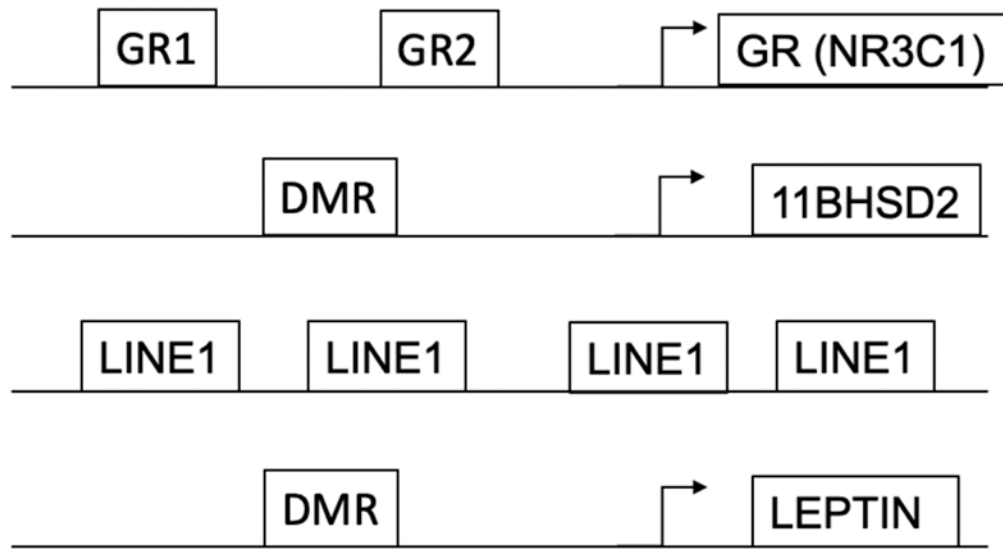 GR1 GR2 GR (NR3C1)
DMR 11BHSD2
LINE1 LINE1 LINE1 LINE1
DMR LEPTIN